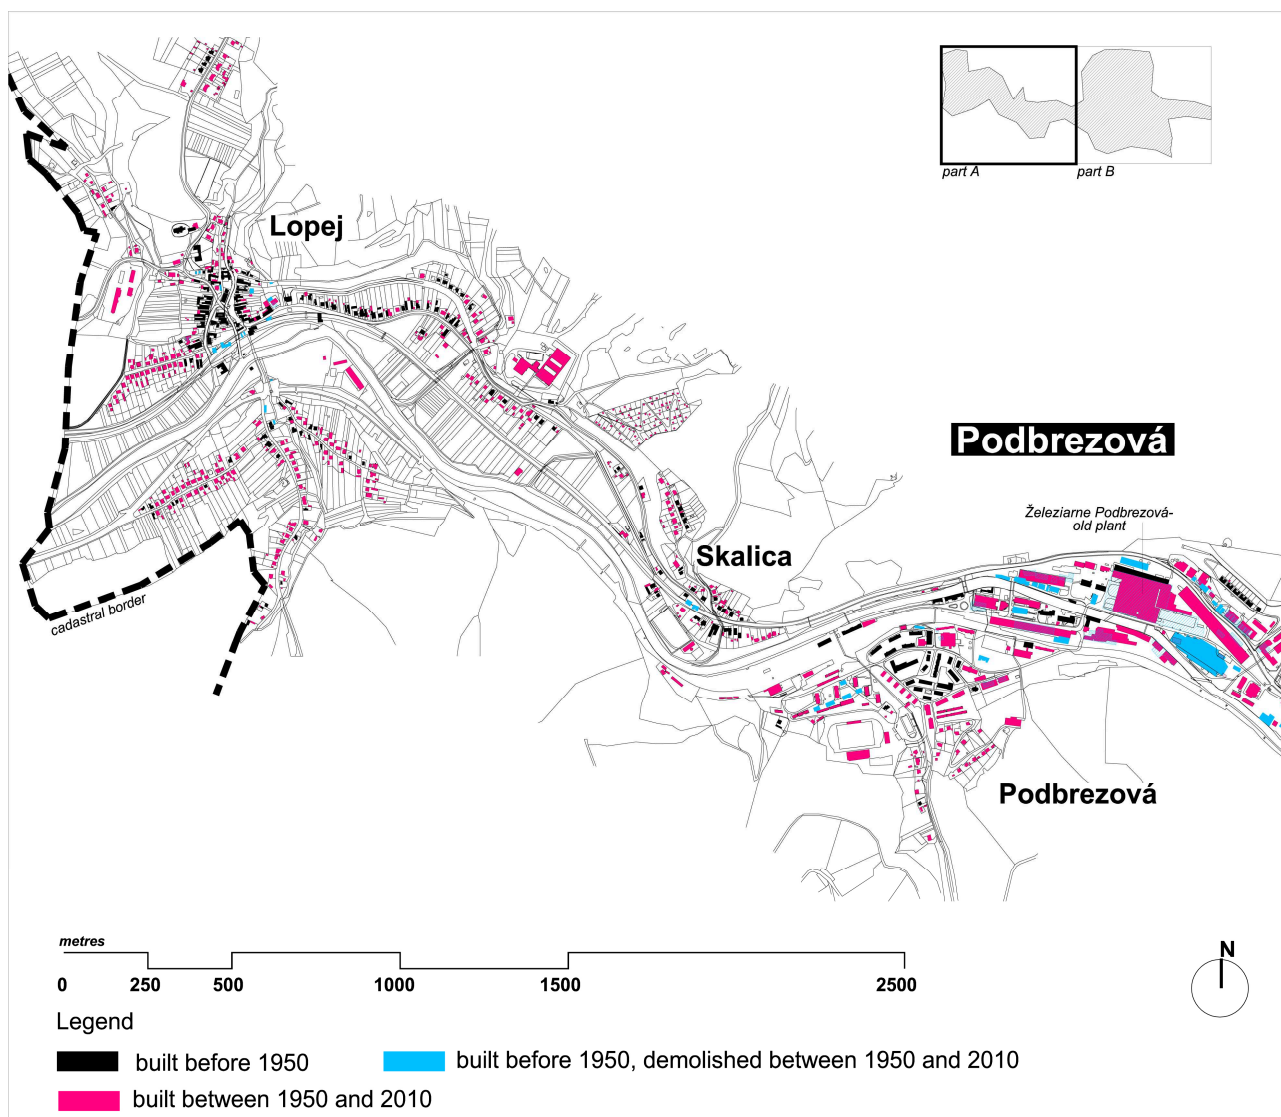 part A
part B
Lopej
Podbrezová
Železiarne Podbrezová-
old plant
Skalica
cadastral border
Podbrezová
metres
0 250 500 1000 1500 2500
N
Legend
built before 1950
built before 1950, demolished between 1950 and 2010
built between 1950 and 2010